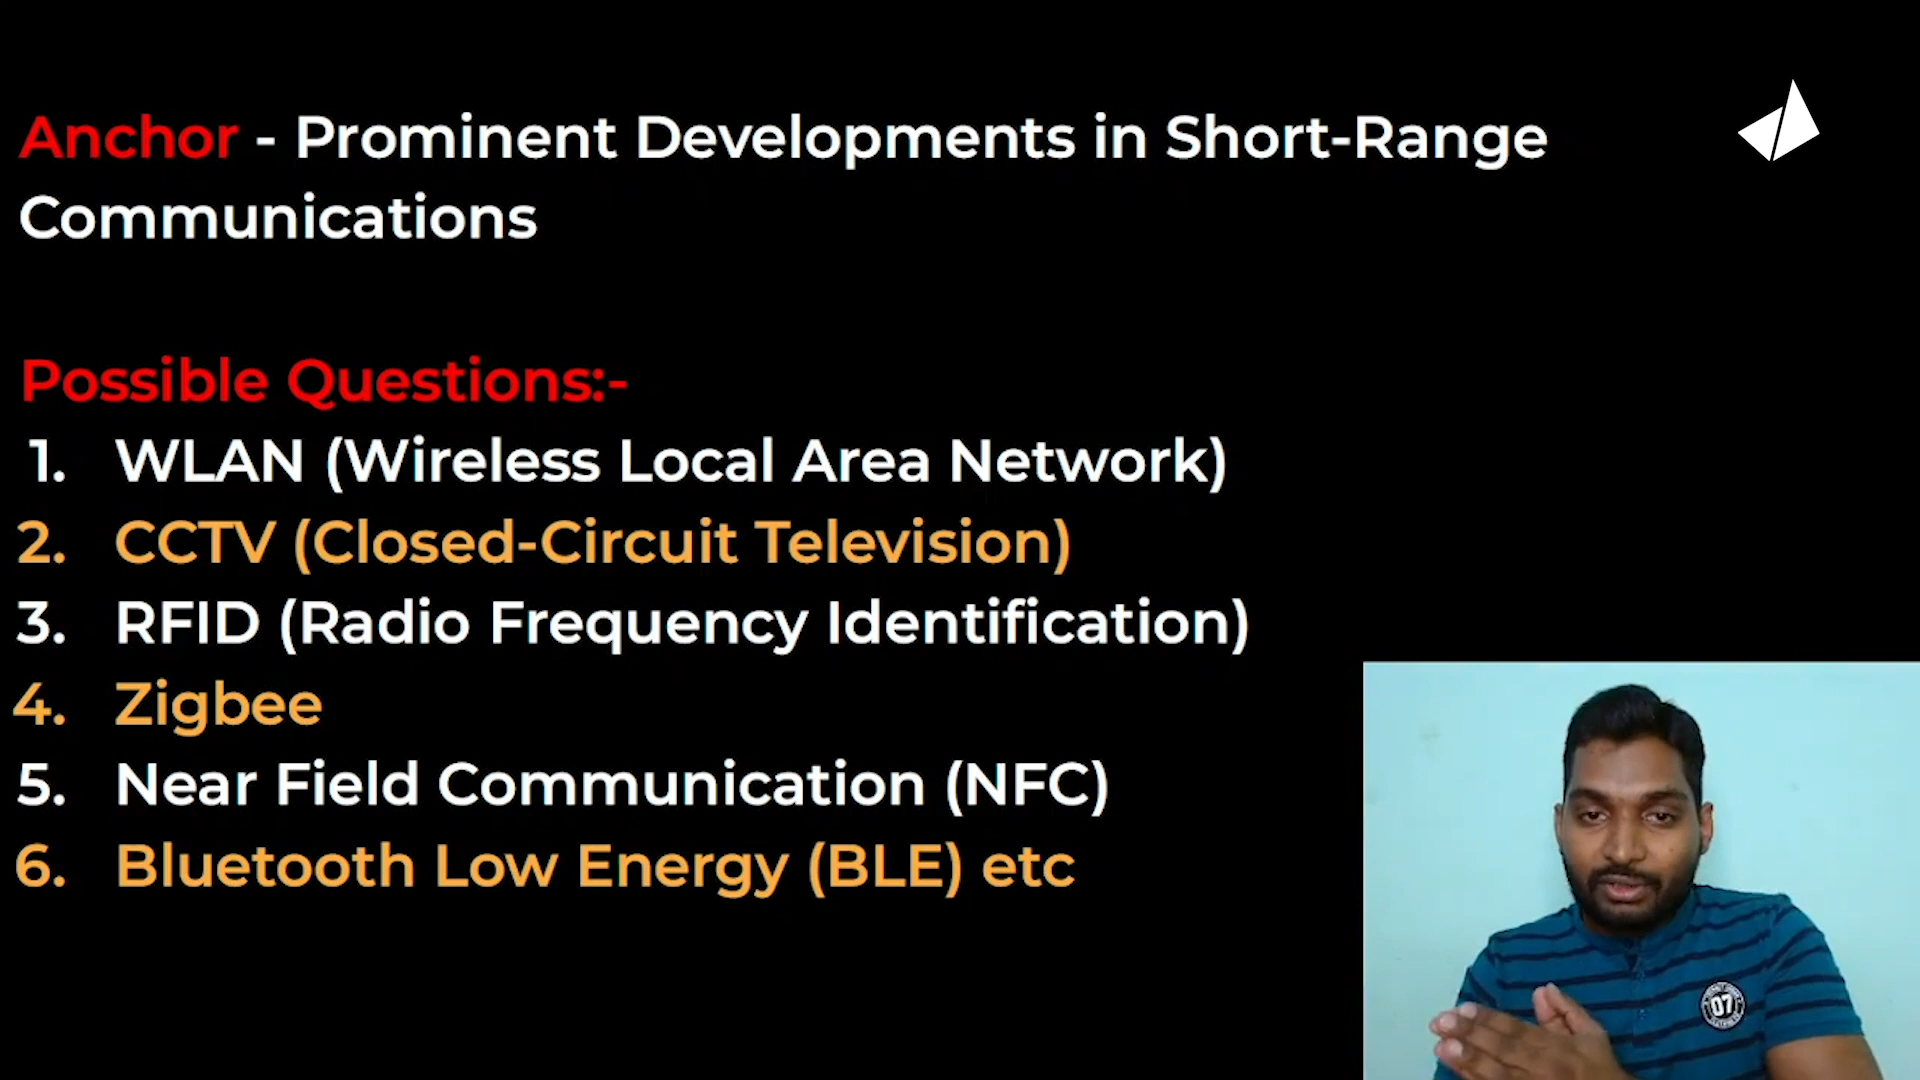 Anchor - Prominent Developments in Short-Range
Communications
Possible Questions:-
1. WLAN (Wireless Local Area Network)
2. CCTV (Closed-Circuit Television)
3. RFID (Radio Frequency Identification)
4. Zigbee
5. Near Field Communication (NFC)
6. Bluetooth Low Energy (BLE) etc
07